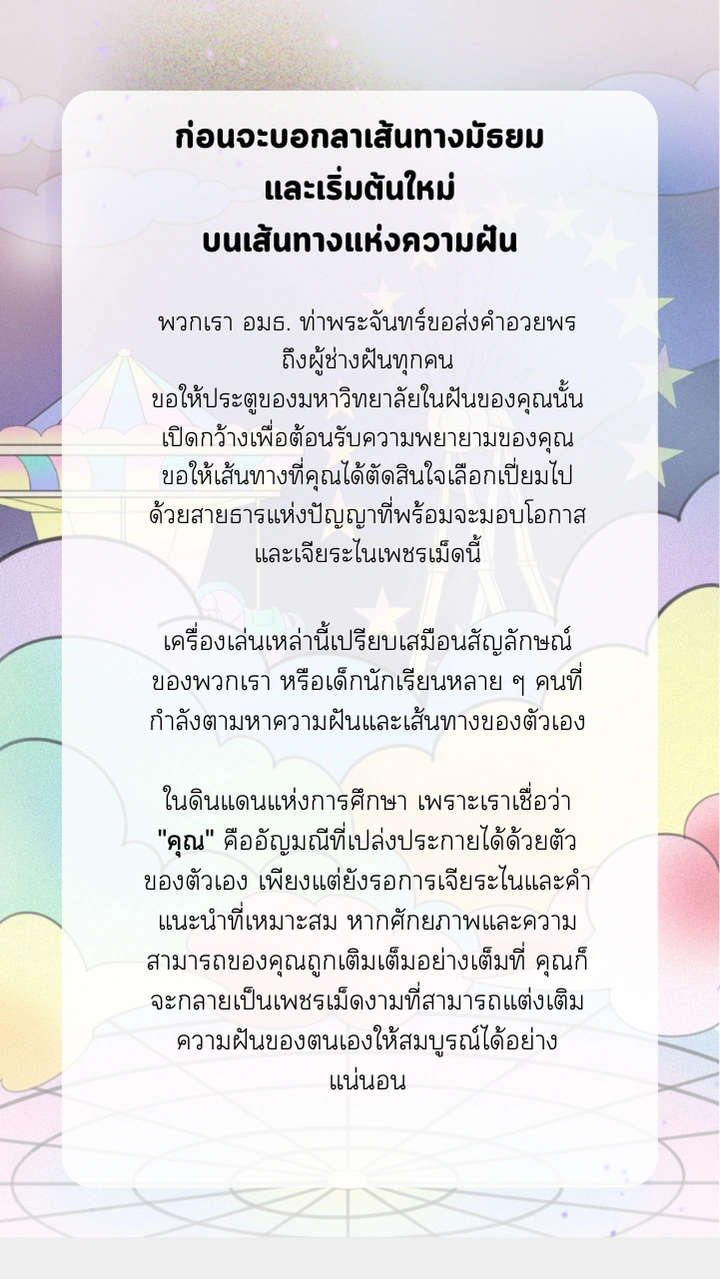 ก่อนจะบอกลาเส้นทางมัธยม
และเริ่มต้นใหม่
บนเส้นทางแห่งความฝัน
พวกเรา อมธ. ท่าพระจันทร์ขอส่งคำอวยพร
ถึงผู้ช่างฝันทุกคน
ขอให้ประตูของมหาวิทยาลัยในฝันของคุณนั้น
เปิดกว้างเพื่อต้อนรับความพยายามของคุณ
ขอให้เส้นทางที่คุณได้ตัดสินใจเลือกเปี่ยมไป
ด้วยสายธารแห่งปัญญาที่พร้อมจะมอบโอกาส
และเจียระไนเพชรเม็ดนี้
เครื่องเล่นเหล่านี้เปรียบเสมือนสัญลักษณ์
ของพวกเรา หรือเด็กนักเรียนหลาย ๆ คนที่
กำลังตามหาความฝันและเส้นทางของตัวเอง
ในดินแดนแห่งการศึกษา เพราะเราเชื่อว่า
"คุณ" คืออัญมณีที่เปล่งประกายได้ด้วยตัว
ของตัวเอง เพียงแต่ยังรอการเจียระไนและคำ
แนะนำที่เหมาะสม หากศักยภาพและความ
สามารถของคุณถูกเติมเต็มอย่างเต็มที่ คุณก็
จะกลายเป็นเพชรเม็ดงามที่สามารถแต่งเติม
ความฝันของตนเองให้สมบูรณ์ได้อย่าง
แน่นอน